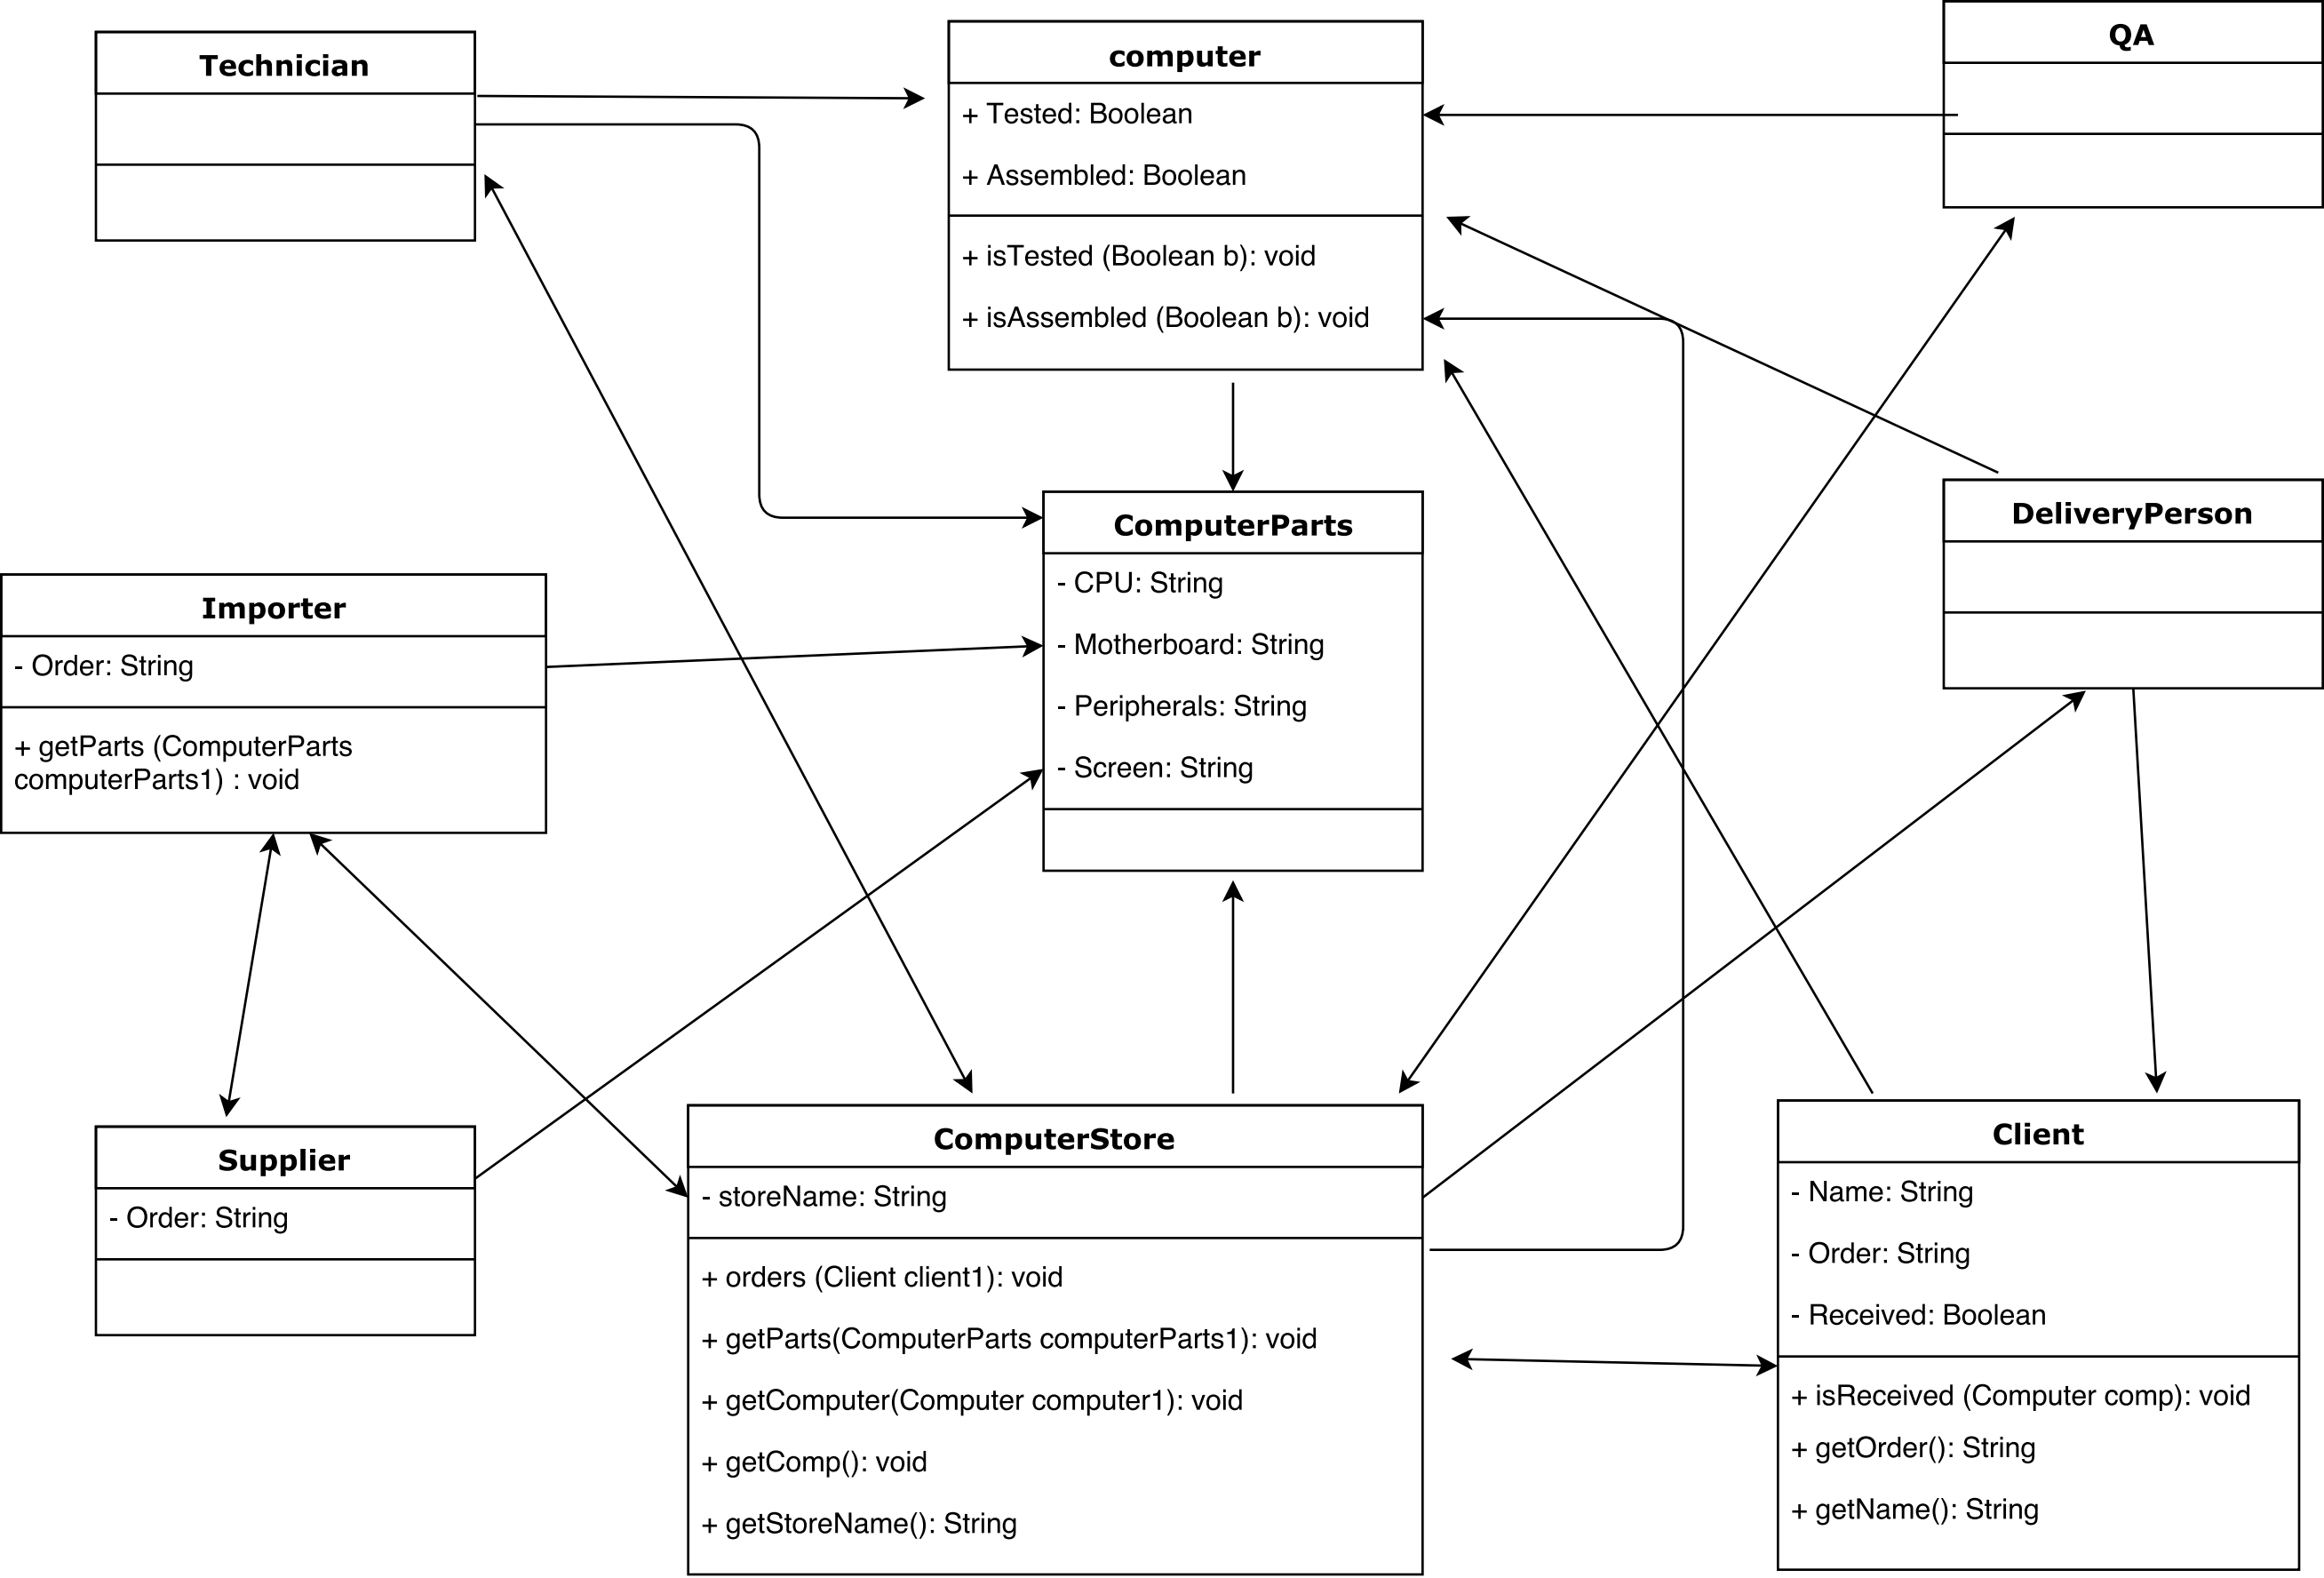 Technician
computer
+ Tested: Boolean
+ Assembled: Boolean
+ isTested (Boolean b): void
+ isAssembled (Boolean b): void
QA
ComputerParts
- CPU: String
- Motherboard: String
- Peripherals: String
- Screen: String
DeliveryPerson
Importer
- Order: String
+ getParts (ComputerParts
computerParts1) : void
Supplier
- Order: String
ComputerStore
- storeName: String
+ orders (Client client1): void
+ getParts(ComputerParts computerParts1): void
+ getComputer(Computer computer1): void
+ getComp(): void
+ getStoreName(): String
Client
- Name: String
- Order: String
- Received: Boolean
+ isReceived (Computer comp): void
+ getOrder(): String
+ getName(): String